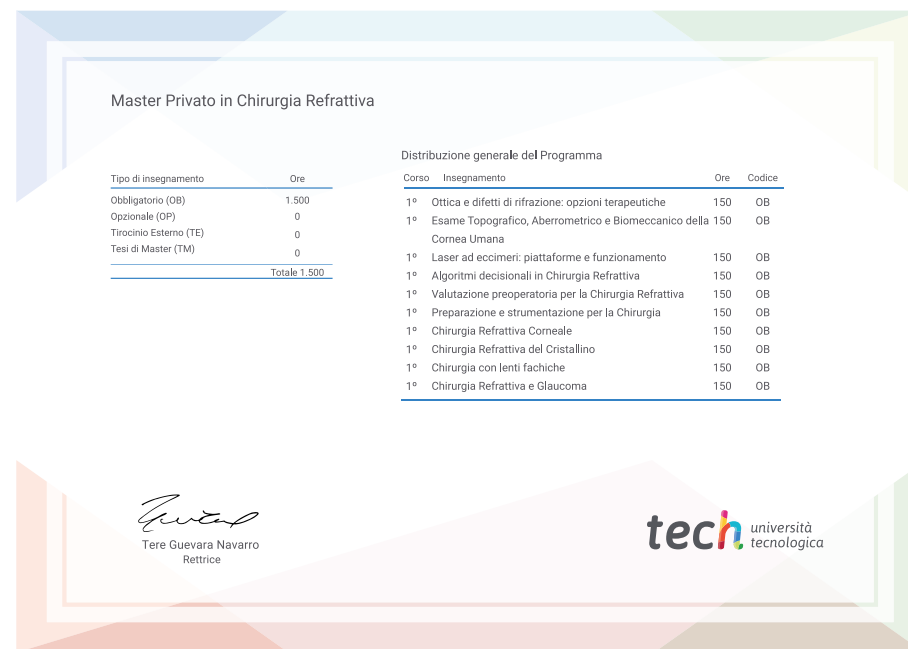 Master Privato in Chirurgia Refrattiva
Tipo di insegnamento Ore
Obbligatorio (OB) 1.500
Opzionale (OP) 0
Tirocinio Esterno (TE) 0
Tesi di Master (TM) 0
Totale 1.500
Distribuzione generale del Programma
Corso Insegnamento Ore Codice
1º Ottica e difetti di rifrazione: opzioni terapeutiche 150 OB
1º Esame Topografico, Aberrometrico e Biomeccanico della 150 OB
Cornea Umana
1º Laser ad eccimeri: piattaforme e funzionamento 150 OB
1º Algoritmi decisionali in Chirurgia Refrattiva 150 OB
1º Valutazione preoperatoria per la Chirurgia Refrattiva 150 OB
1º Preparazione e strumentazione per la Chirurgia 150 OB
1º Chirurgia Refrattiva Corneale 150 OB
1º Chirurgia Refrattiva del Cristallino 150 OB
1º Chirurgia con lenti fachiche 150 OB
1º Chirurgia Refrattiva e Glaucoma 150 OB
Tere Guevara Navarro
Rettrice
tech università
tecnologica